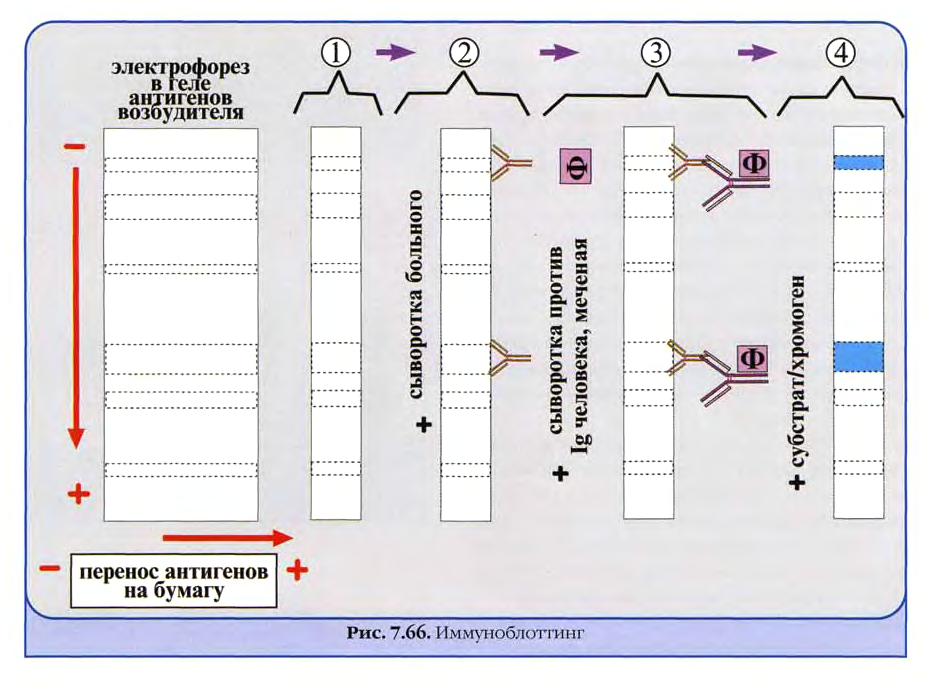 электрофорез
в геле
антигенов
возбудителя
1
2
3
4
−
+
+ сыворотка больного
Ф
+ сыворотка против
Ig человека, меченая
Ф
Ф
+ субстрат/хромоген
− перенос антигенов +
на бумагу
Рис. 7.66. Иммуноблоттинг